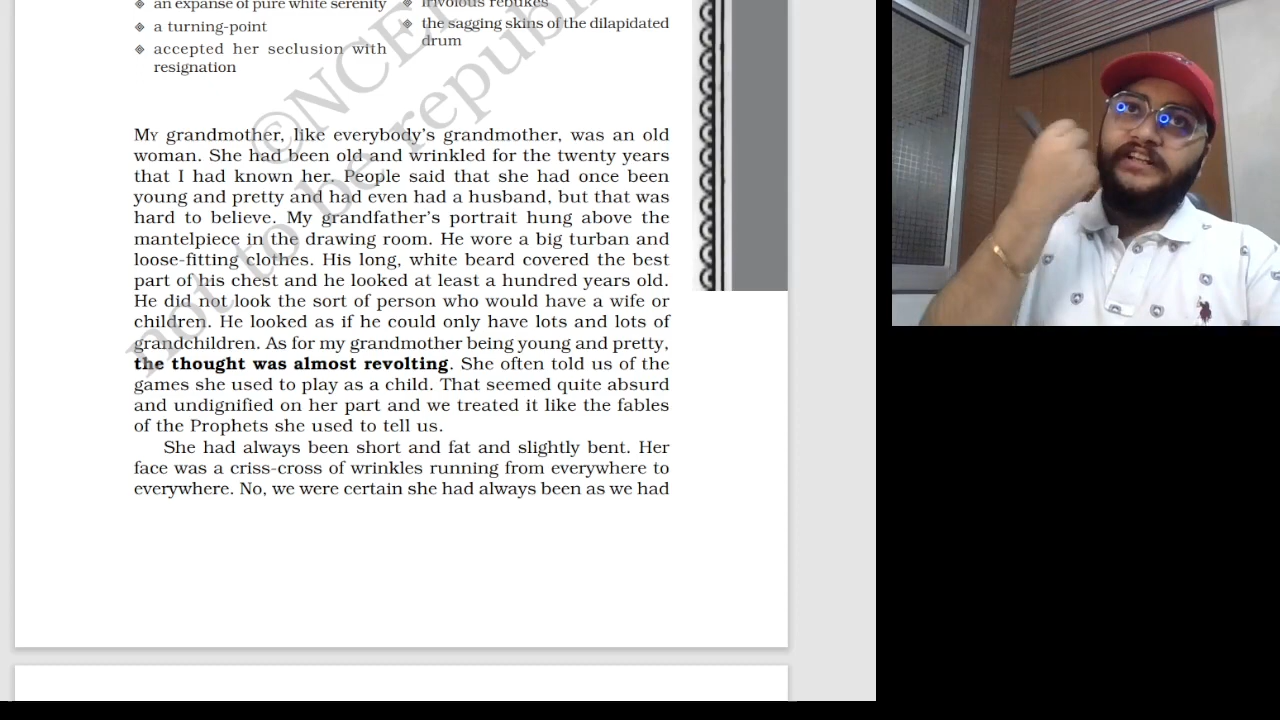 an expanse of pure white serenity
frivolous rebukes
a turning-point
the sagging skins of the dilapidated
drum
accepted her seclusion with
resignation
©NCERT
not to be republished
My grandmother, like everybody's grandmother, was an old
woman. She had been old and wrinkled for the twenty years
that I had known her. People said that she had once been
young and pretty and had even had a husband, but that was
hard to believe. My grandfather's portrait hung above the
mantelpiece in the drawing room. He wore a big turban and
loose-fitting clothes. His long, white beard covered the best
part of his chest and he looked at least a hundred years old.
He did not look the sort of person who would have a wife or
children. He looked as if he could only have lots and lots of
grandchildren. As for my grandmother being young and pretty,
the thought was almost revolting. She often told us of the
games she used to play as a child. That seemed quite absurd
and undignified on her part and we treated it like the fables
of the Prophets she used to tell us.
She had always been short and fat and slightly bent. Her
face was a criss-cross of wrinkles running from everywhere to
everywhere. No, we were certain she had always been as we had